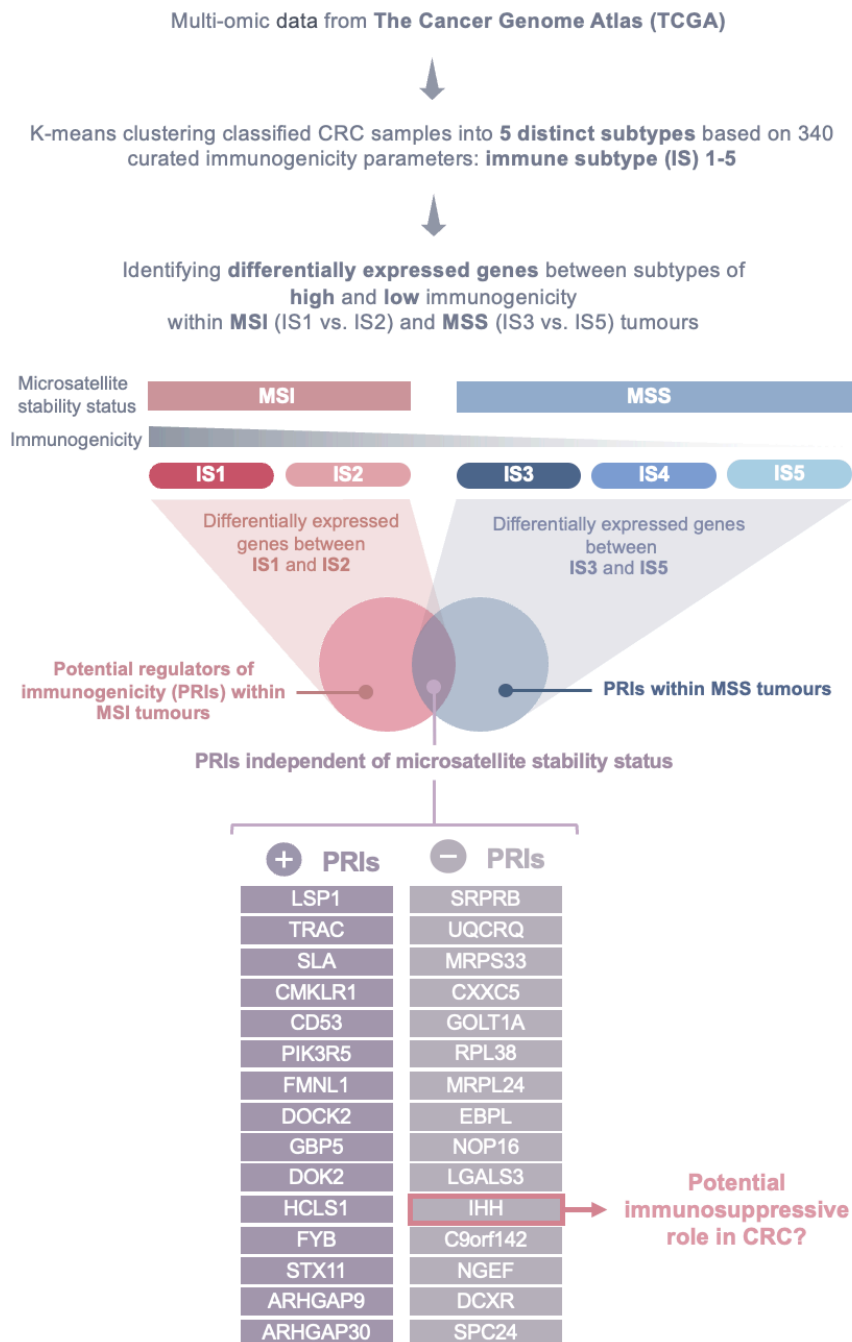 Multi-omic data from The Cancer Genome Atlas (TCGA)
K-means clustering classified CRC samples into 5 distinct subtypes based on 340
curated immunogenicity parameters: immune subtype (IS) 1-5
Identifying differentially expressed genes between subtypes of
high and low immunogenicity
within MSI (IS1 vs. IS2) and MSS (IS3 vs. IS5) tumours
Microsatellite
stability status
MSI
MSS
Immunogenicity
IS1
IS2
IS3
IS4
IS5
Differentially expressed
genes between
IS1 and IS2
Differentially expressed genes
between
IS3 and IS5
Potential regulators of
immunogenicity (PRIs) within
MSI tumours
PRIs within MSS tumours
PRIs independent of microsatellite stability status
+ PRIs
− PRIs
LSP1
SRPRB
TRAC
UQCRQ
SLA
MRPS33
CMKLR1
CXXC5
CD53
GOLT1A
PIK3R5
RPL38
FMNL1
MRPL24
DOCK2
EBPL
GBP5
NOP16
DOK2
LGALS3
HCLS1
IHH
FYB
C9orf142
STX11
NGEF
ARHGAP9
DCXR
ARHGAP30
SPC24
Potential
immunosuppressive
role in CRC?